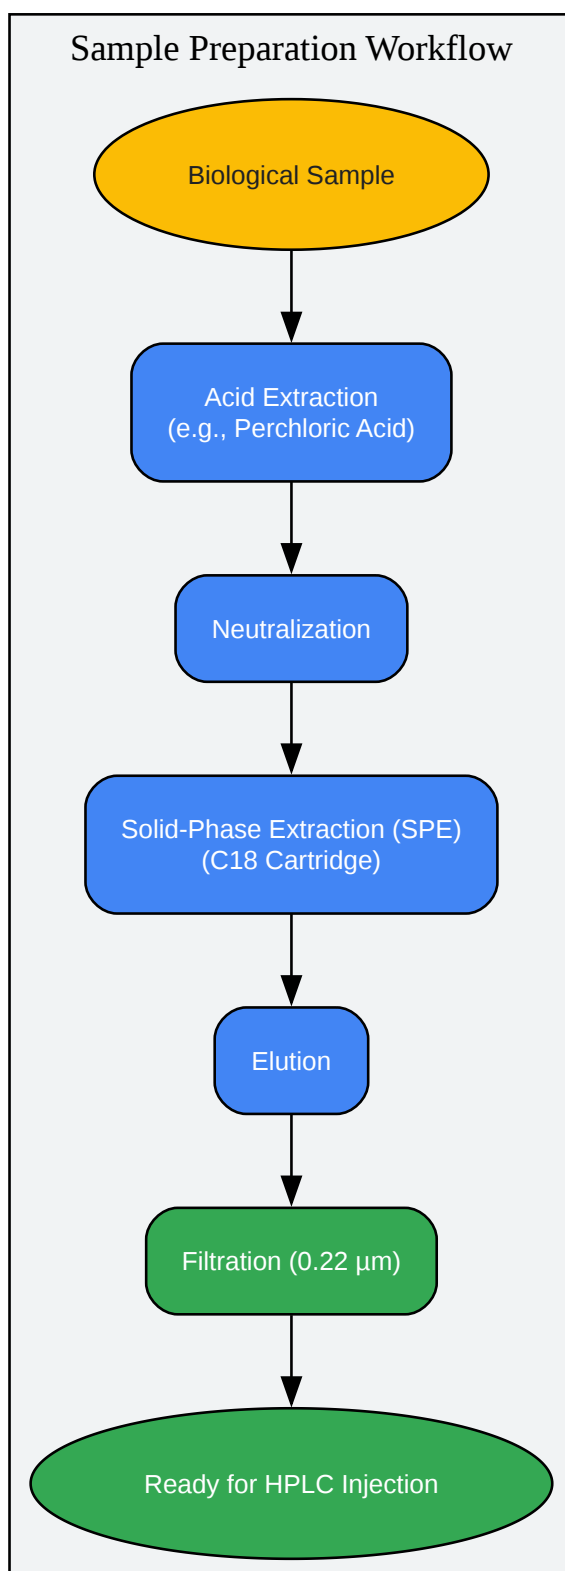 Sample Preparation Workflow
Biological Sample
Acid Extraction
(e.g., Perchloric Acid)
Neutralization
Solid-Phase Extraction (SPE)
(C18 Cartridge)
Elution
Filtration (0.22 µm)
Ready for HPLC Injection